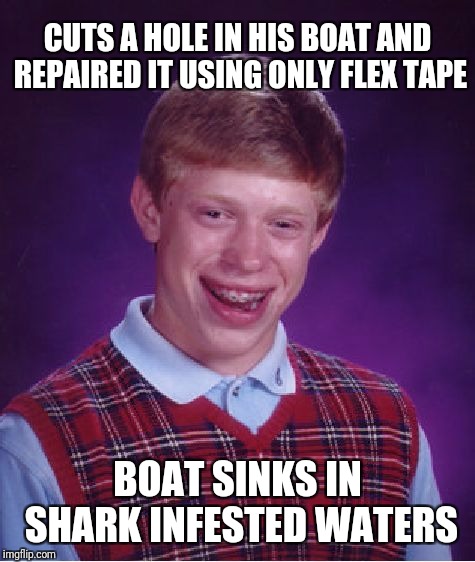 CUTS A HOLE IN HIS BOAT AND
REPAIRED IT USING ONLY FLEX TAPE
BOAT SINKS IN
SHARK INFESTED WATERS
imgflip.com